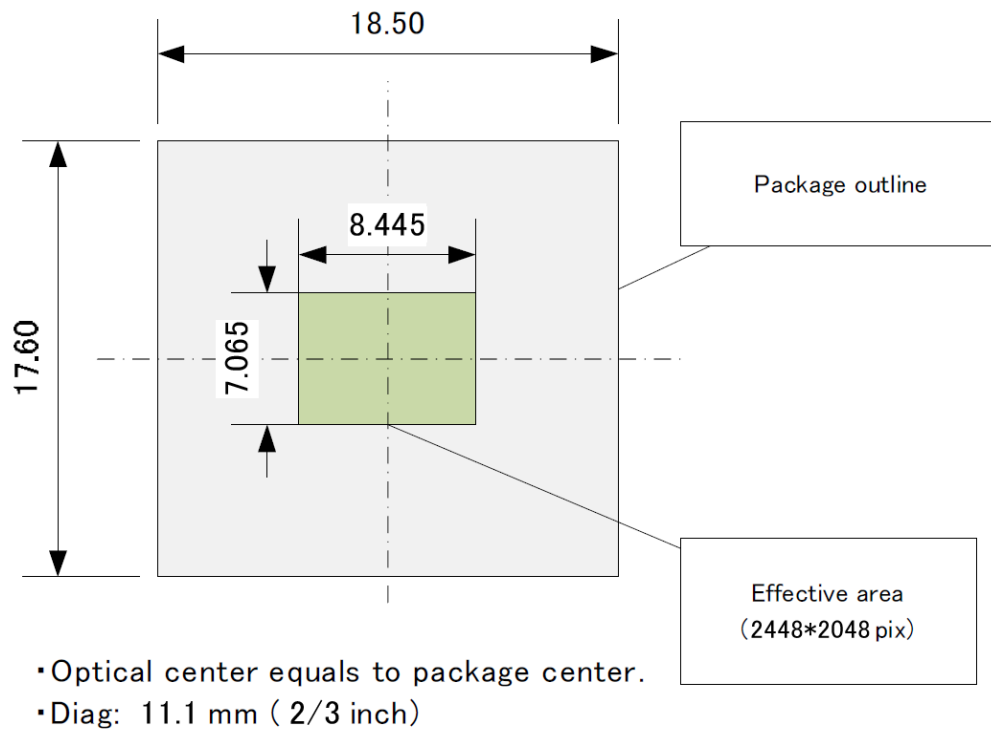 18.50
Package outline
8.445
7.065
17.60
Effective area
(2448*2048 pix)
・Optical center equals to package center.
・Diag: 11.1 mm ( 2/3 inch)